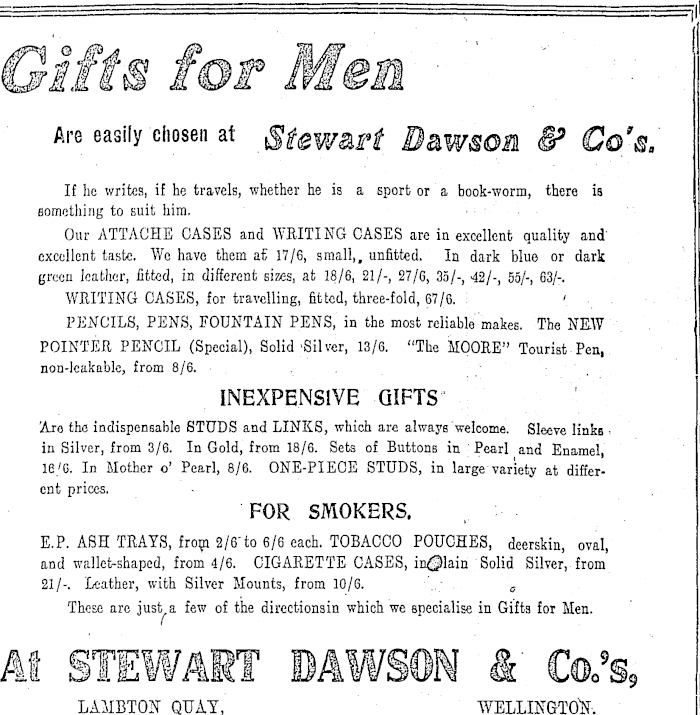 Gifts for Men
Are easily chosen at Stewart Dawson & Co's.
If he writes, if he travels, whether he is a sport or a book-worm, there is
something to suit him.
Our ATTACHE CASES and WRITING CASES are in excellent quality and
excellent taste. We have them at 17/6, small, unfitted. In dark blue or dark
green leather, fitted, in different sizes, at 18/6, 21/-, 27/6, 35/-, 42/-, 55/-, 63/-.
WRITING CASES, for travelling, fitted, three-fold, 67/6.
PENCILS, PENS, FOUNTAIN PENS, in the most reliable makes. The NEW
POINTER PENCIL (Special), Solid Silver, 13/6. "The MOORE" Tourist Pen,
non-leakable, from 8/6.
INEXPENSIVE GIFTS
Are the indispensable STUDS and LINKS, which are always welcome. Sleeve links
in Silver, from 3/6. In Gold, from 18/6. Sets of Buttons in Pearl and Enamel,
16/6. In Mother o' Pearl, 8/6. ONE-PIECE STUDS, in large variety at differ-
ent prices.
FOR SMOKERS.
E.P. ASH TRAYS, from 2/6 to 6/6 each. TOBACCO POUCHES, deerskin, oval,
and wallet-shaped, from 4/6. CIGARETTE CASES, in Plain Solid Silver, from
21/-. Leather, with Silver Mounts, from 10/6.
These are just a few of the directionsin which we specialise in Gifts for Men.
At STEWART DAWSON & Co.'s,
LAMBTON QUAY, WELLINGTON.